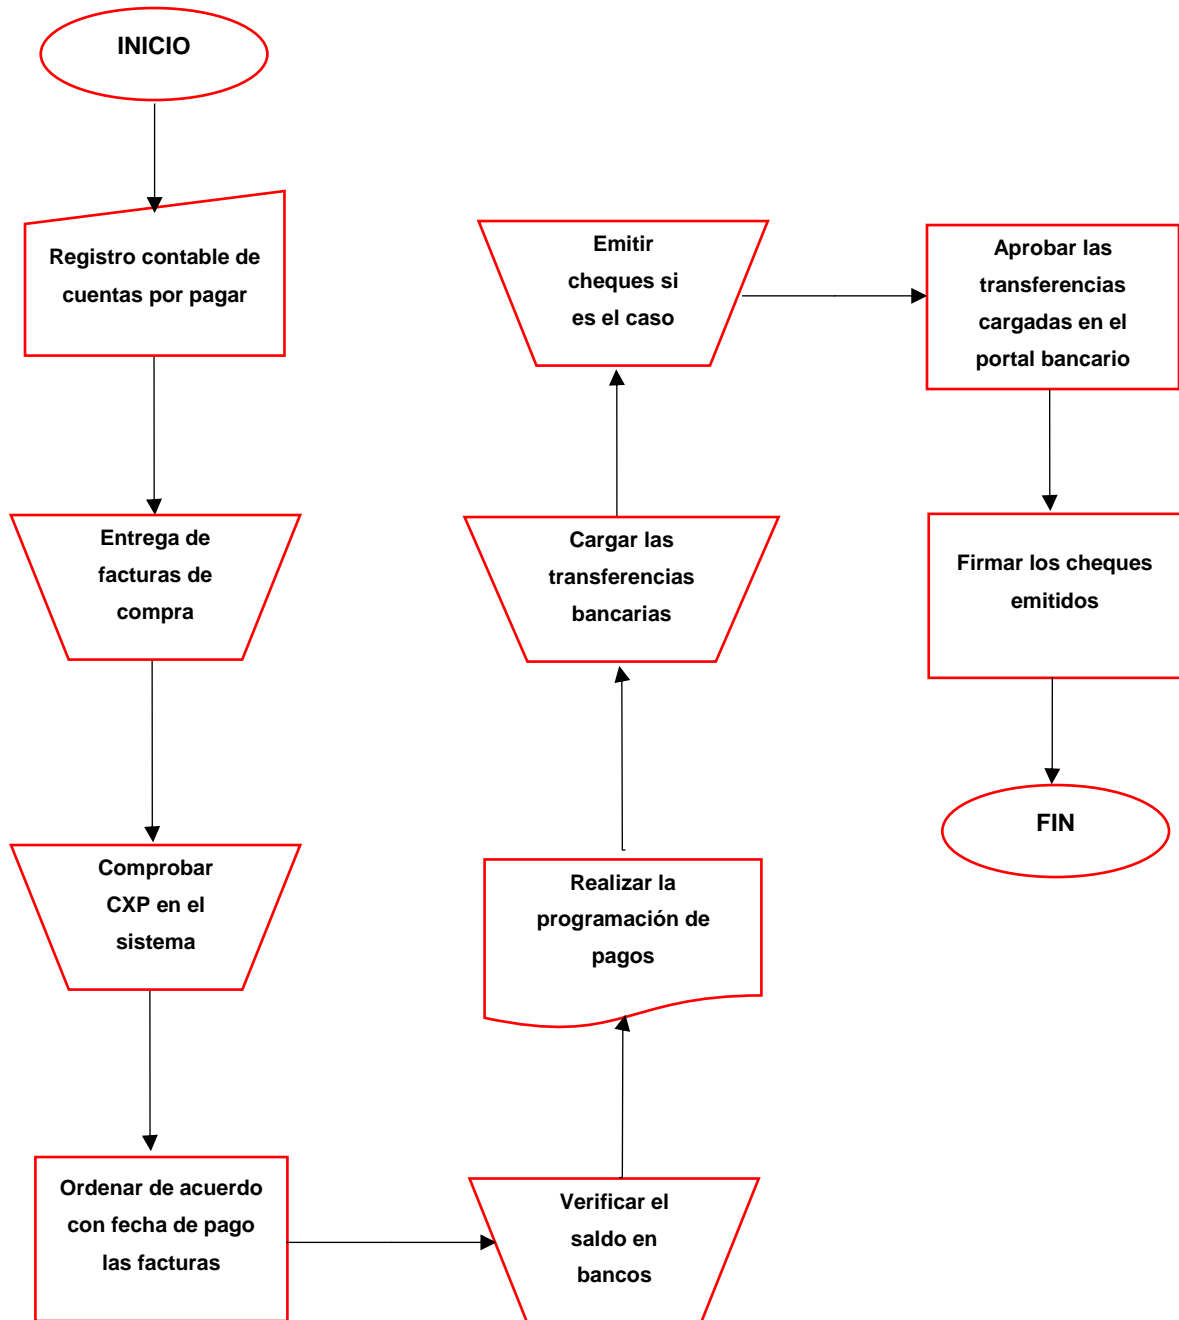 INICIO
Registro contable de
cuentas por pagar
Entrega de
facturas de
compra
Comprobar
CXP en el
sistema
Ordenar de acuerdo
con fecha de pago
las facturas
Verificar el
saldo en
bancos
Realizar la
programación de
pagos
Cargar las
transferencias
bancarias
Emitir
cheques si
es el caso
Aprobar las
transferencias
cargadas en el
portal bancario
Firmar los cheques
emitidos
FIN